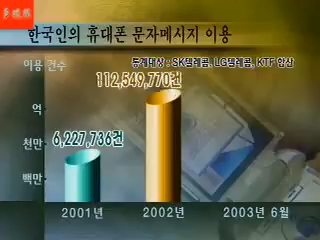 한국인의 휴대폰 문자메시지 이용
이용 건수
통계대상 : SK텔레콤, LG텔레콤, KTF 합산
112,549,770건
억
6,227,736건
천만
백만
2001년
2002년
2003년 6월